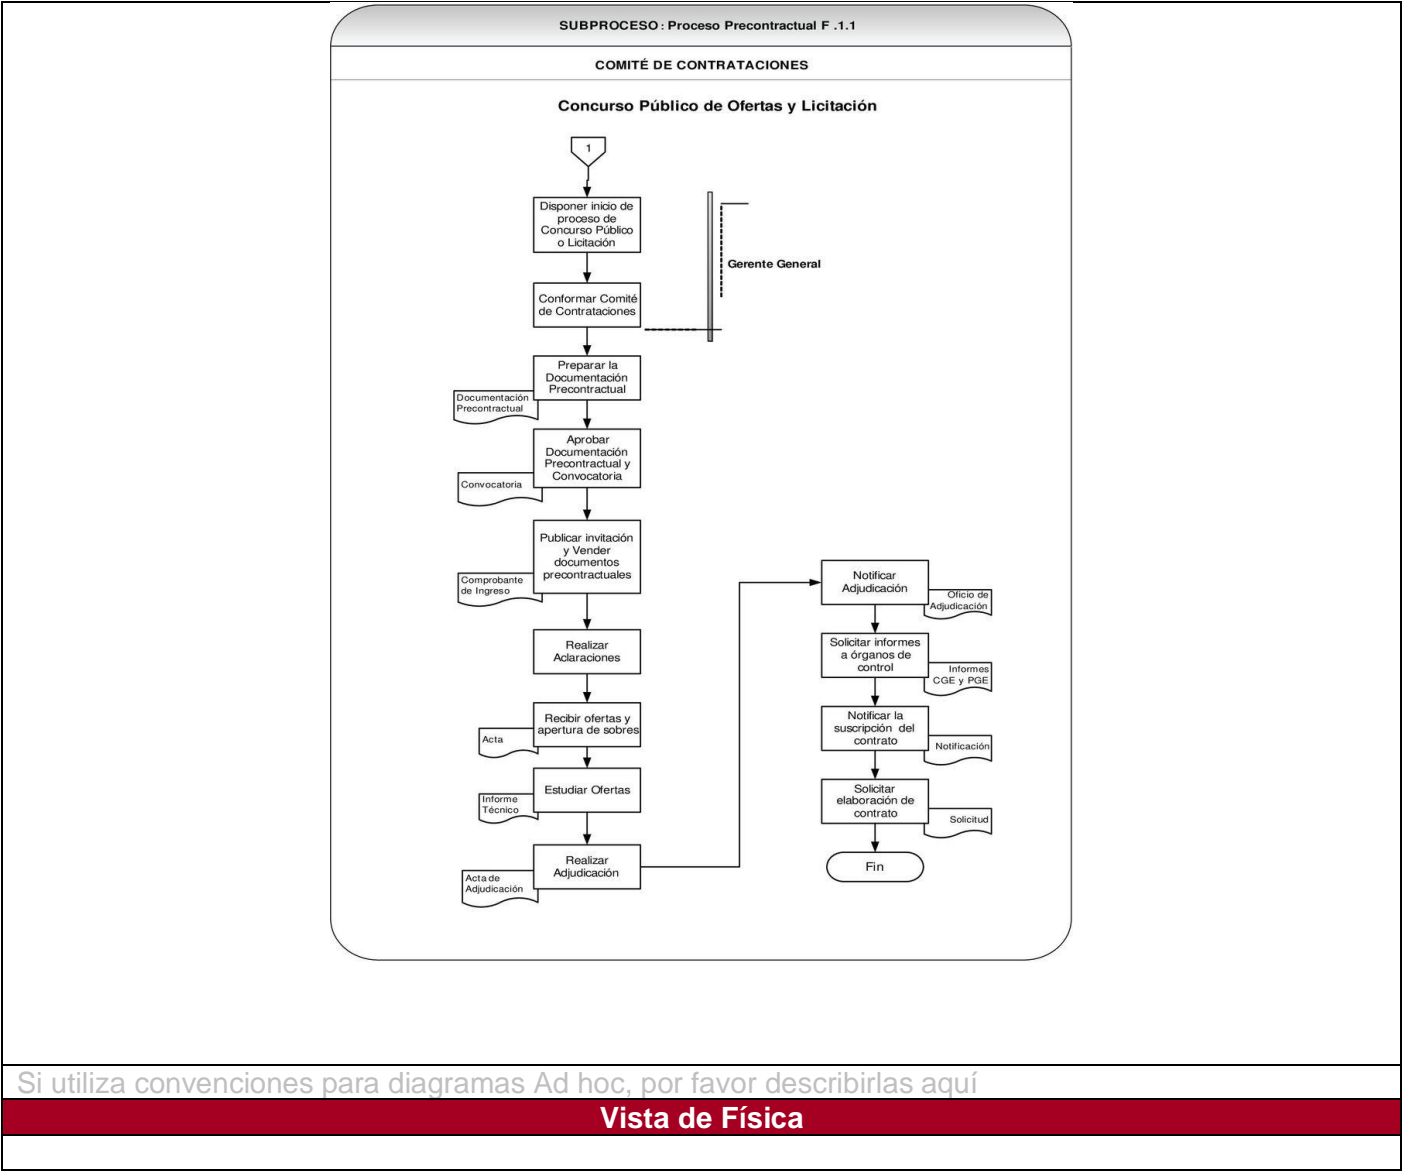 SUBPROCESO: Proceso Precontractual F .1.1
COMITÉ DE CONTRATACIONES
Concurso Público de Ofertas y Licitación
1
Disponer inicio de
proceso de
Concurso Público
o Licitación
Gerente General
Conformar Comité
de Contrataciones
Preparar la
Documentación
Precontractual
Documentación
Precontractual
Aprobar
Documentación
Precontractual y
Convocatoria
Convocatoria
Publicar invitación
y Vender
documentos
precontractuales
Comprobante
de Ingreso
Realizar
Aclaraciones
Recibir ofertas y
apertura de sobres
Acta
Estudiar Ofertas
Informe
Técnico
Realizar
Adjudicación
Acta de
Adjudicación
Notificar
Adjudicación
Oficio de
Adjudicación
Solicitar informes
a órganos de
control
Informes
CGE y PGE
Notificar la
suscripción del
contrato
Notificación
Solicitar
elaboración de
contrato
Solicitud
Fin
Si utiliza convenciones para diagramas Ad hoc, por favor describirlas aquí
Vista de Física